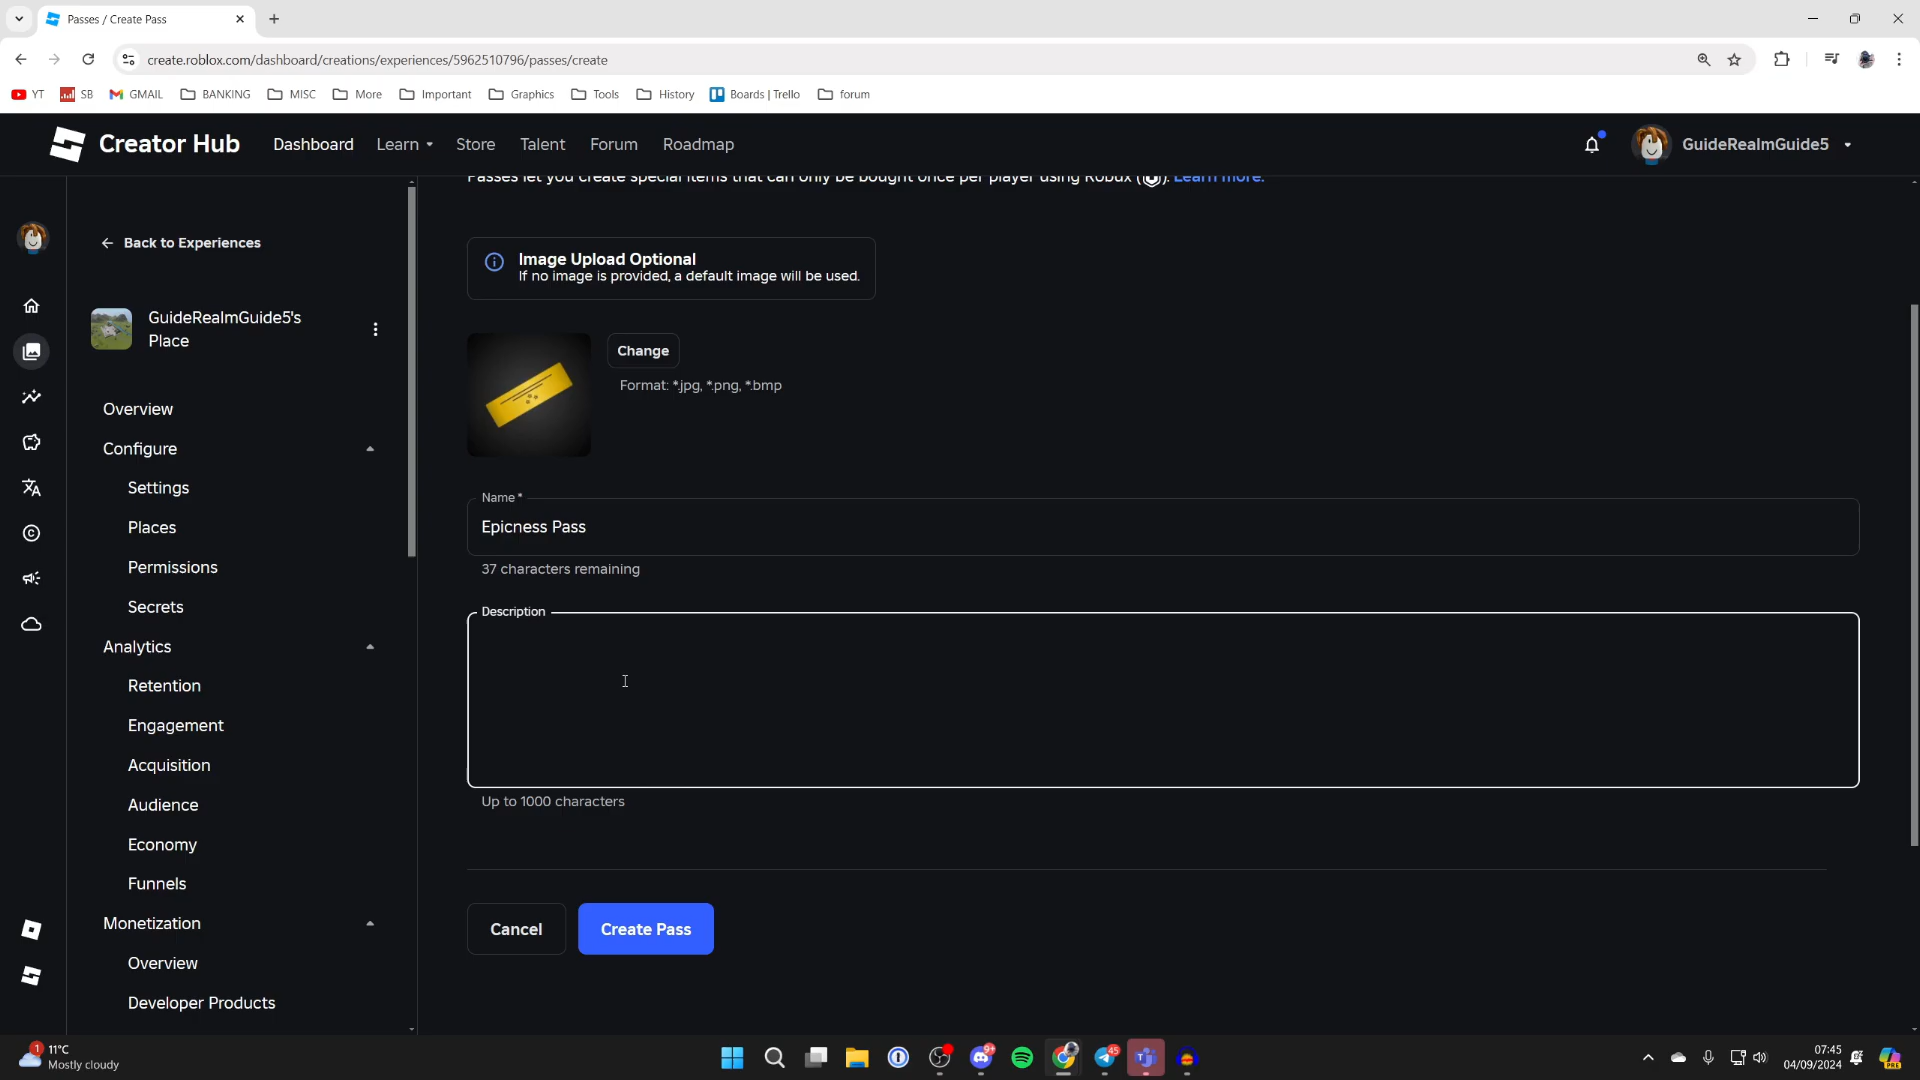 Passes / Create Pass
create.roblox.com/dashboard/creations/experiences/5962510796/passes/create
YT
SB
GMAIL
BANKING
MISC
More
Important
Graphics
Tools
History
Boards | Trello
forum
Creator Hub
Dashboard
Learn
Store
Talent
Forum
Roadmap
GuideRealmGuide5
Passes let you create special items that can only be bought once per player using Robux ( ). Learn more.
Back to Experiences
GuideRealmGuide5's
Place
Overview
Configure
Settings
Places
Permissions
Secrets
Analytics
Retention
Engagement
Acquisition
Audience
Economy
Funnels
Monetization
Overview
Developer Products
Image Upload Optional
If no image is provided, a default image will be used.
Change
Format: *.jpg, *.png, *.bmp
Name *
Epicness Pass
37 characters remaining
Description
Up to 1000 characters
Cancel
Create Pass
1
11°C
Mostly cloudy
9+
45
07:45
04/09/2024
PRE